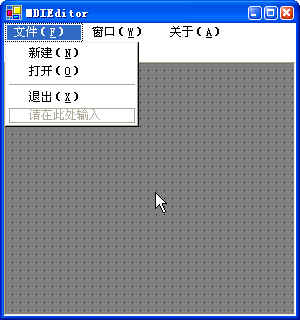 MDIEditor
文件(F) 窗口(W) 关于(A)
新建(N)
打开(O)
退出(X)
请在此处输入